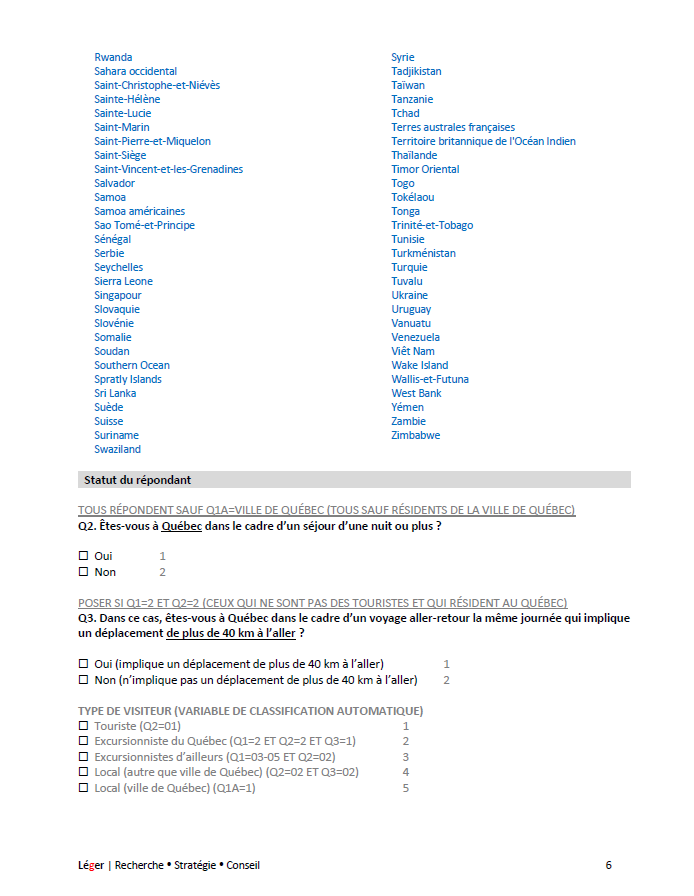 Rwanda
Sahara occidental
Saint-Christophe-et-Niévès
Sainte-Hélène
Sainte-Lucie
Saint-Marin
Saint-Pierre-et-Miquelon
Saint-Siège
Saint-Vincent-et-les-Grenadines
Salvador
Samoa
Samoa américaines
Sao Tomé-et-Principe
Sénégal
Serbie
Seychelles
Sierra Leone
Singapour
Slovaquie
Slovénie
Somalie
Soudan
Southern Ocean
Spratly Islands
Sri Lanka
Suède
Suisse
Suriname
Swaziland
Syrie
Tadjikistan
Taïwan
Tanzanie
Tchad
Terres australes françaises
Territoire britannique de l'Océan Indien
Thaïlande
Timor Oriental
Togo
Tokélaou
Tonga
Trinité-et-Tobago
Tunisie
Turkménistan
Turquie
Tuvalu
Ukraine
Uruguay
Vanuatu
Venezuela
Viêt Nam
Wake Island
Wallis-et-Futuna
West Bank
Yémen
Zambie
Zimbabwe
Statut du répondant
TOUS RÉPONDENT SAUF Q1A=VILLE DE QUÉBEC (TOUS SAUF RÉSIDENTS DE LA VILLE DE QUÉBEC)
Q2. Êtes-vous à Québec dans le cadre d’un séjour d’une nuit ou plus ?
☐ Oui 1
☐ Non 2
POSER SI Q1=2 ET Q2=2 (CEUX QUI NE SONT PAS DES TOURISTES ET QUI RÉSIDENT AU QUÉBEC)
Q3. Dans ce cas, êtes-vous à Québec dans le cadre d’un voyage aller-retour la même journée qui implique
un déplacement de plus de 40 km à l’aller ?
☐ Oui (implique un déplacement de plus de 40 km à l’aller) 1
☐ Non (n’implique pas un déplacement de plus de 40 km à l’aller) 2
TYPE DE VISITEUR (VARIABLE DE CLASSIFICATION AUTOMATIQUE)
☐ Touriste (Q2=01) 1
☐ Excursionniste du Québec (Q1=2 ET Q2=2 ET Q3=1) 2
☐ Excursionnistes d’ailleurs (Q1=03-05 ET Q2=02) 3
☐ Local (autre que ville de Québec) (Q2=02 ET Q3=02) 4
☐ Local (ville de Québec) (Q1A=1) 5
Léger | Recherche • Stratégie • Conseil 6